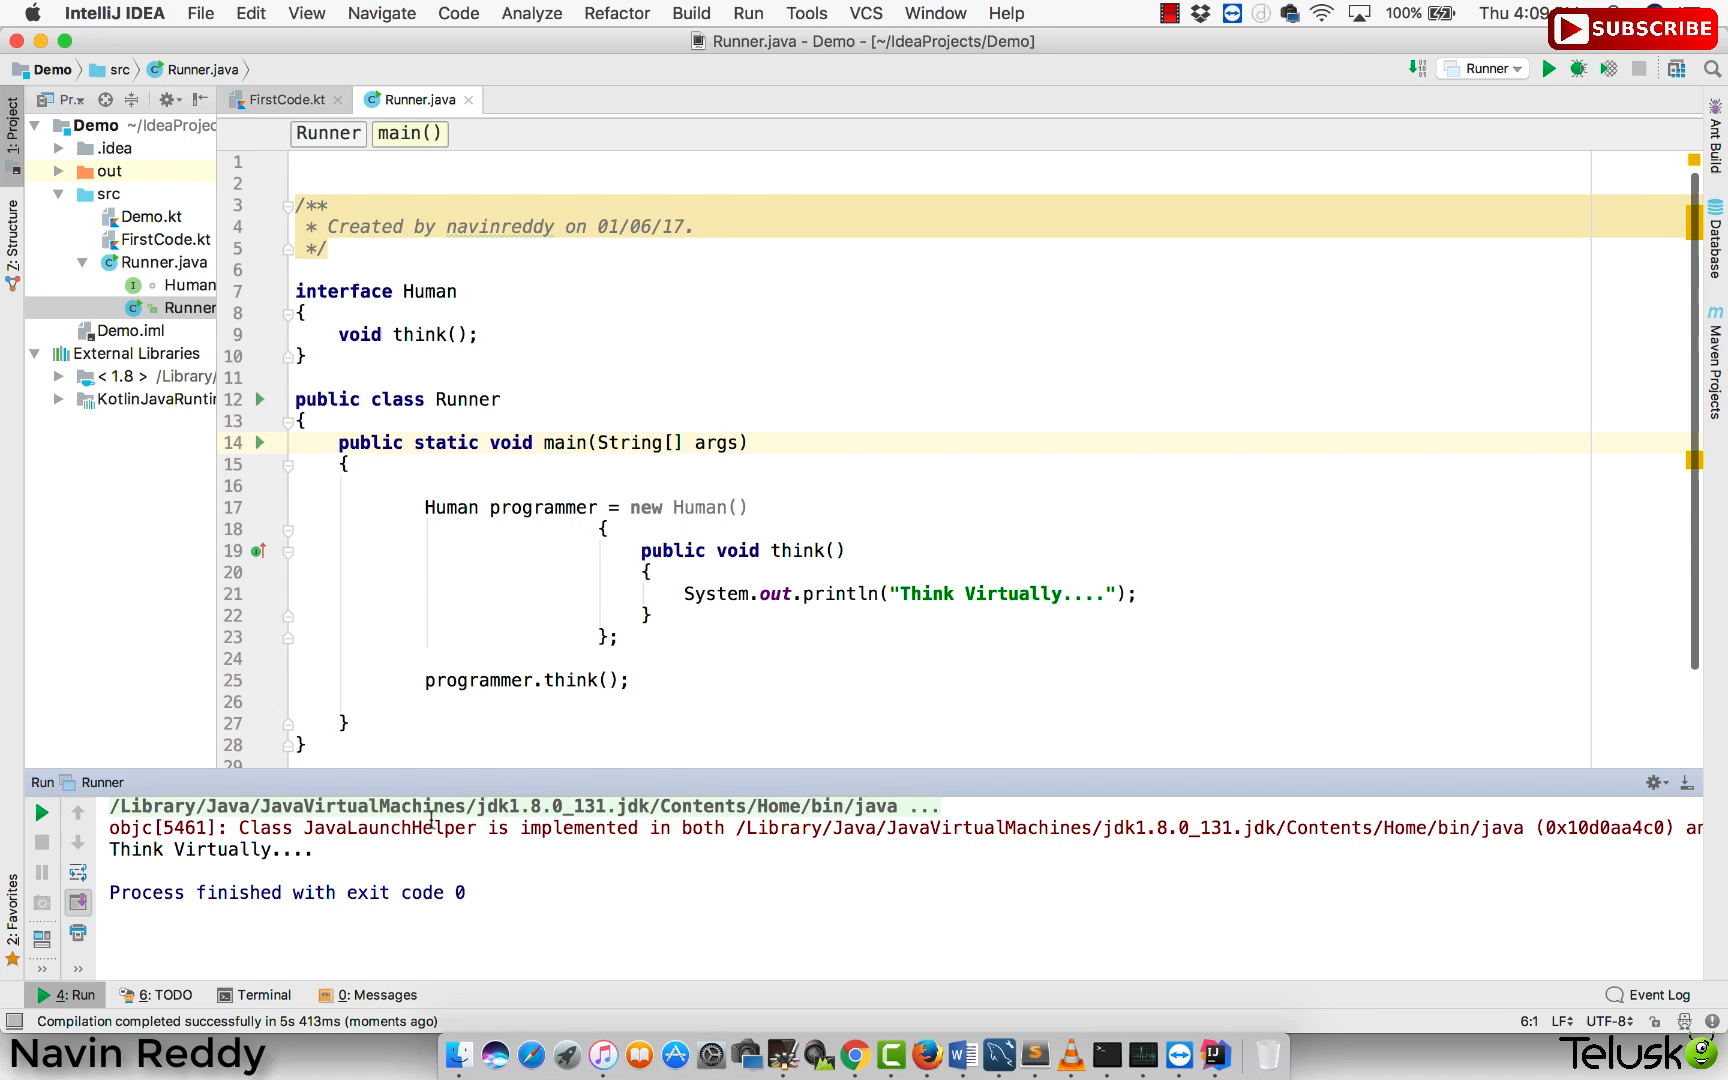 IntelliJ IDEA File Edit View Navigate Code Analyze Refactor Build Run Tools VCS Window Help 100% Thu 4:09
SUBSCRIBE
Runner.java - Demo - [~/IdeaProjects/Demo]
Demo src Runner.java Runner
1: Project
Pr. FirstCode.kt Runner.java
Demo ~/IdeaProjec
Runner main()
.idea
out
src
Demo.kt
FirstCode.kt
Runner.java
Human
Runner
Demo.iml
External Libraries
< 1.8 > /Library/
KotlinJavaRuntin
Z: Structure
2: Favorites
Ant Build
Database
Maven Projects
1
2
3 /**
4 * Created by navinreddy on 01/06/17.
5 */
6
7 interface Human
8 {
9 void think();
10 }
11
12 public class Runner
13 {
14 public static void main(String[] args)
15 {
16
17 Human programmer = new Human()
18 {
19 public void think()
20 {
21 System.out.println("Think Virtually....");
22 }
23 };
24
25 programmer.think();
26
27 }
28 }
29
Run Runner
/Library/Java/JavaVirtualMachines/jdk1.8.0_131.jdk/Contents/Home/bin/java ...
objc[5461]: Class JavaLaunchHelper is implemented in both /Library/Java/JavaVirtualMachines/jdk1.8.0_131.jdk/Contents/Home/bin/java (0x10d0aa4c0) an
Think Virtually....
Process finished with exit code 0
4: Run 6: TODO Terminal 0: Messages Event Log
Compilation completed successfully in 5s 413ms (moments ago) 6:1 LF UTF-8
Navin Reddy
Telusko